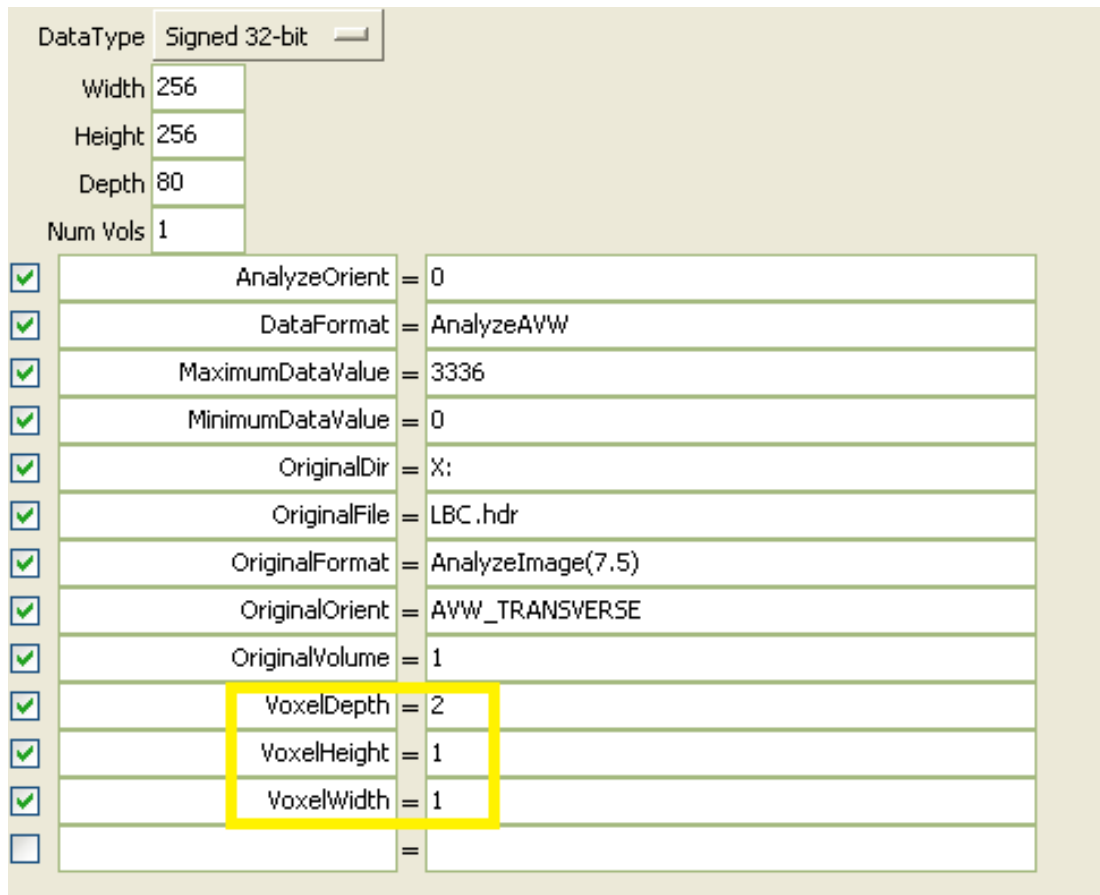 DataType Signed 32-bit
Width 256
Height 256
Depth 80
Num Vols 1
AnalyzeOrient = 0
DataFormat = AnalyzeAVW
MaximumDataValue = 3336
MinimumDataValue = 0
OriginalDir = X:
OriginalFile = LBC.hdr
OriginalFormat = AnalyzeImage(7.5)
OriginalOrient = AVW_TRANSVERSE
OriginalVolume = 1
VoxelDepth = 2
VoxelHeight = 1
VoxelWidth = 1
=